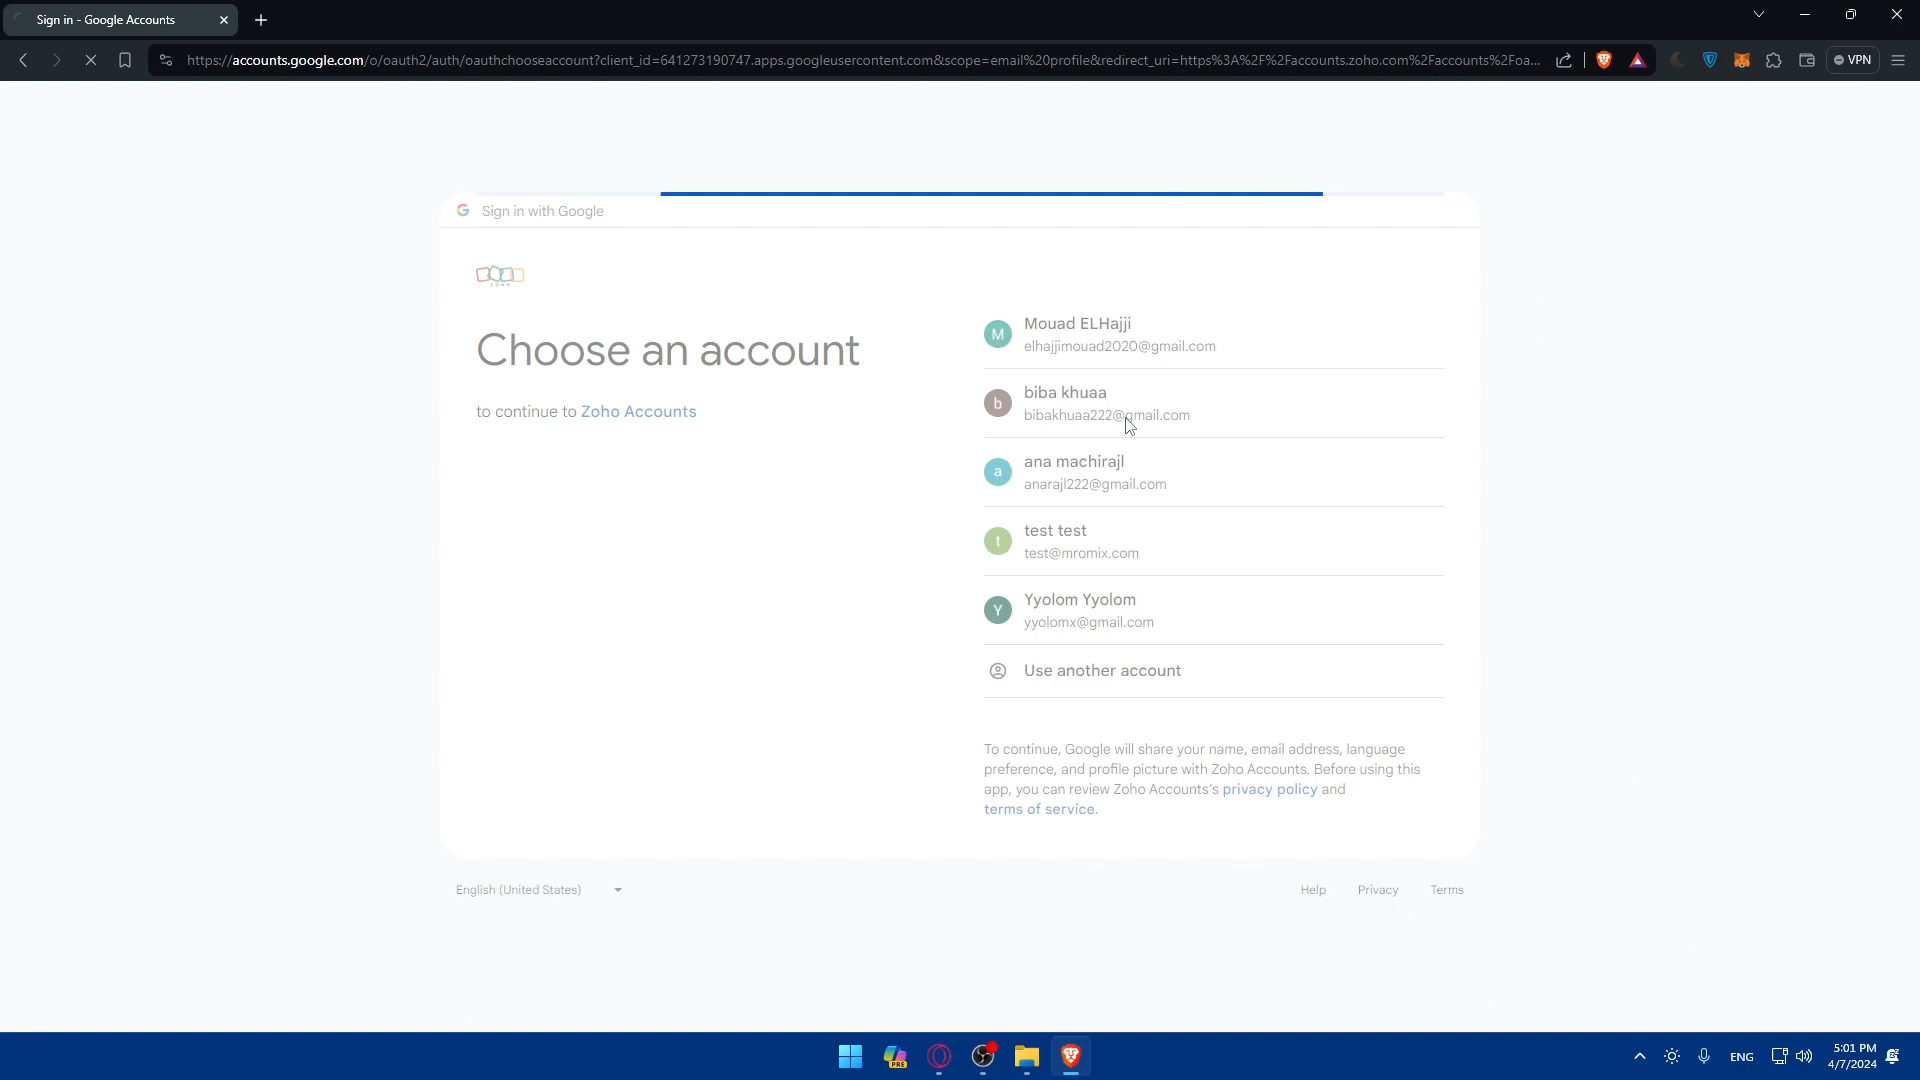 Sign in - Google Accounts
https://accounts.google.com/o/oauth2/auth/oauthchooseaccount?client_id=641273190747.apps.googleusercontent.com&scope=email%20profile&redirect_uri=https%3A%2F%2Faccounts.zoho.com%2Faccounts%2Foa...
VPN
G Sign in with Google
ZOHO
Choose an account
to continue to Zoho Accounts
M
Mouad ELHajji
elhajjimouad2020@gmail.com
b
biba khuaa
bibakhuaa222@gmail.com
a
ana machirajl
anarajl222@gmail.com
t
test test
test@mromix.com
Y
Yyolom Yyolom
yyolomx@gmail.com
Use another account
To continue, Google will share your name, email address, language
preference, and profile picture with Zoho Accounts. Before using this
app, you can review Zoho Accounts's privacy policy and
terms of service.
English (United States)
Help Privacy Terms
PRE
ENG
5:01 PM
4/7/2024